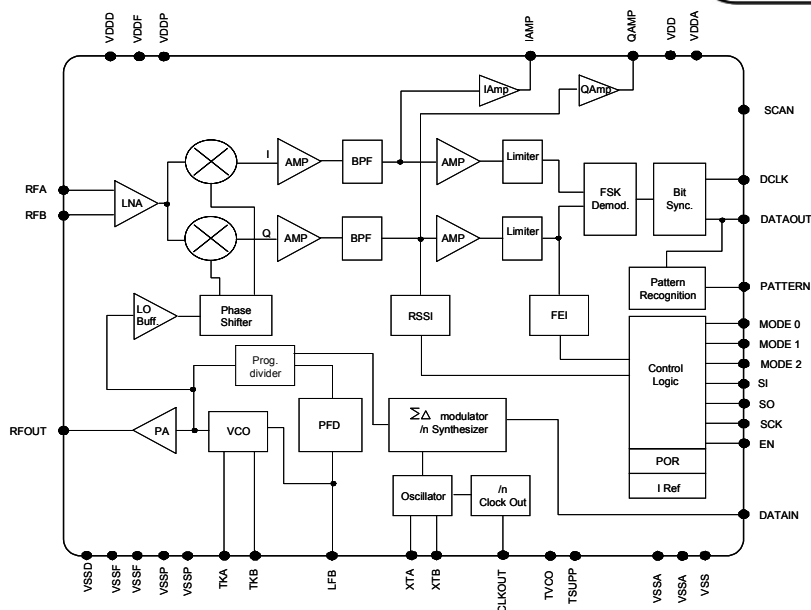 VDDD
VDDF
VDDP
IAMP
QAMP
VDD
VDDA
IAmp
QAmp
SCAN
I
AMP
BPF
AMP
Limiter
RFA
RFB
LNA
FSK
Demod.
Bit
Sync.
DCLK
DATAOUT
Q
AMP
BPF
AMP
Limiter
Pattern
Recognition
PATTERN
LO
Buff.
Phase
Shifter
RSSI
FEI
Control
Logic
MODE 0
MODE 1
MODE 2
SI
SO
SCK
EN
Prog.
divider
RFOUT
PA
VCO
PFD
ΣΔ modulator
/n Synthesizer
POR
I Ref
Oscillator
/n
Clock Out
DATAIN
VSSD
VSSF
VSSF
VSSP
VSSP
TKA
TKB
LFB
XTA
XTB
CLKOUT
TVCO
TSUPP
VSSA
VSSA
VSS